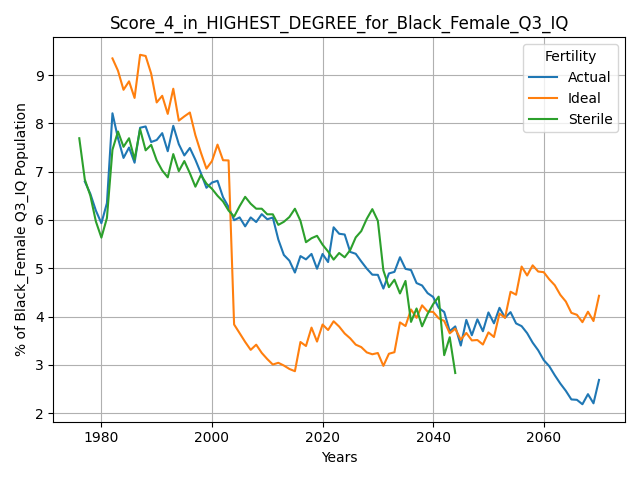 Score_4_in_HIGHEST_DEGREE_for_Black_Female_Q3_IQ
Fertility
Actual
Ideal
Sterile
% of Black_Female Q3_IQ Population
9
8
7
6
5
4
3
2
1980
2000
2020
2040
2060
Years